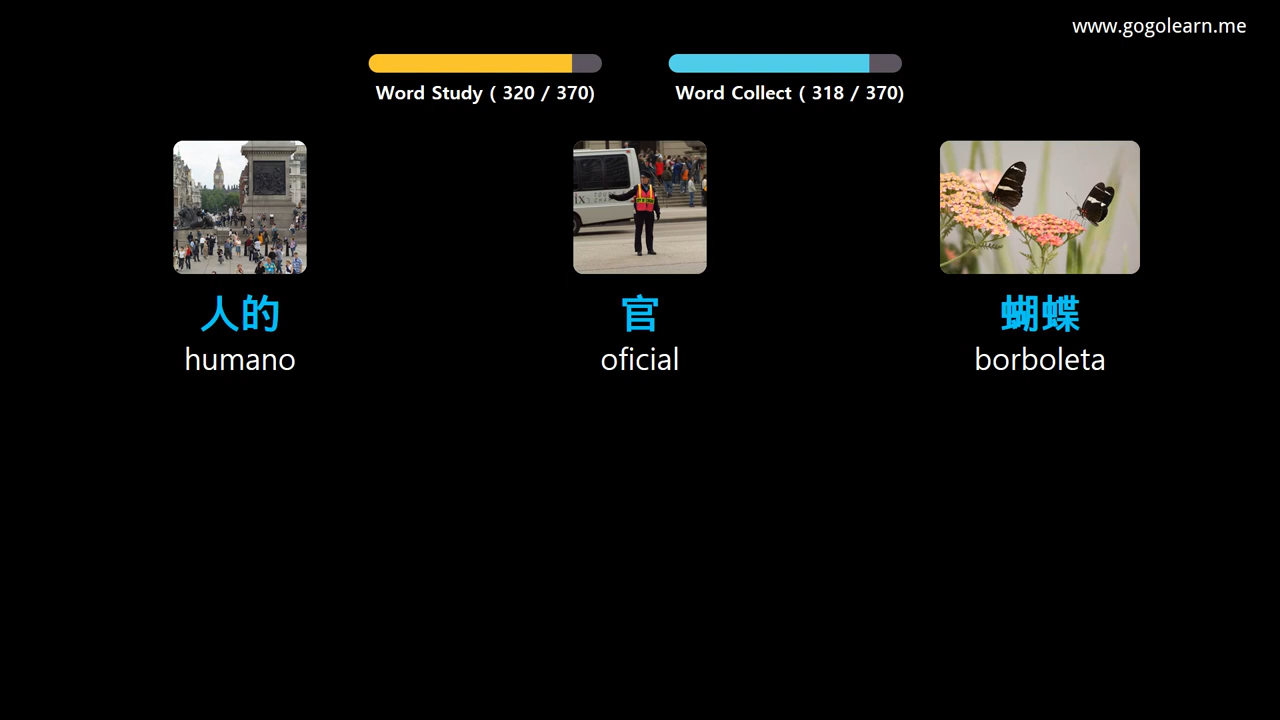 www.gogolearn.me
Word Study ( 320 / 370)
Word Collect ( 318 / 370)
人的
humano
官
oficial
蝴蝶
borboleta